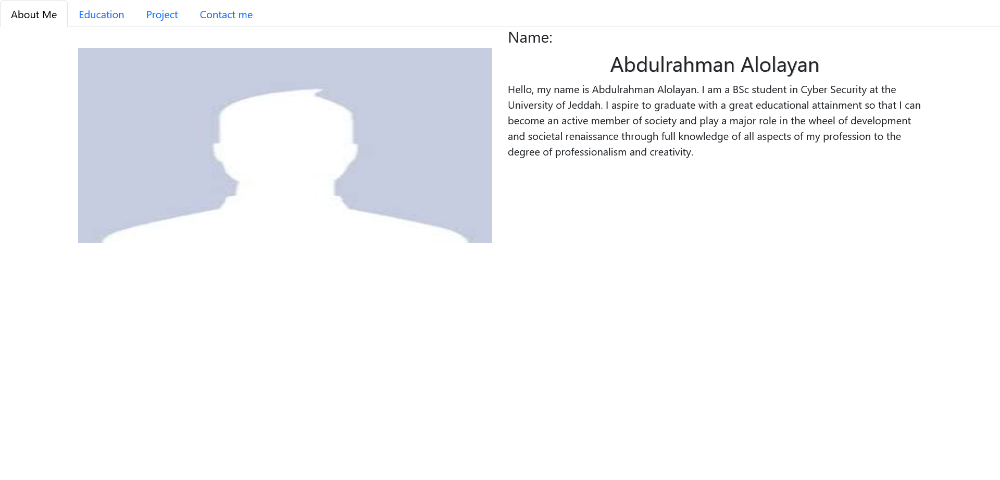 About Me Education Project Contact me
Name:
Abdulrahman Alolayan
Hello, my name is Abdulrahman Alolayan. I am a BSc student in Cyber Security at the
University of Jeddah. I aspire to graduate with a great educational attainment so that I can
become an active member of society and play a major role in the wheel of development
and societal renaissance through full knowledge of all aspects of my profession to the
degree of professionalism and creativity.